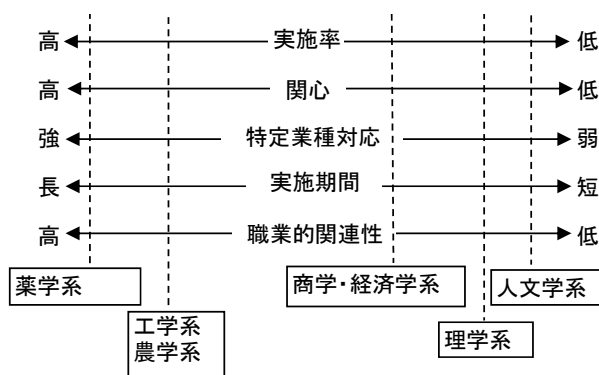 高 実施率 低
高 関心 低
強 特定業種対応 弱
長 実施期間 短
高 職業的関連性 低
薬学系
商学・経済学系
人文学系
工学系
農学系
理学系